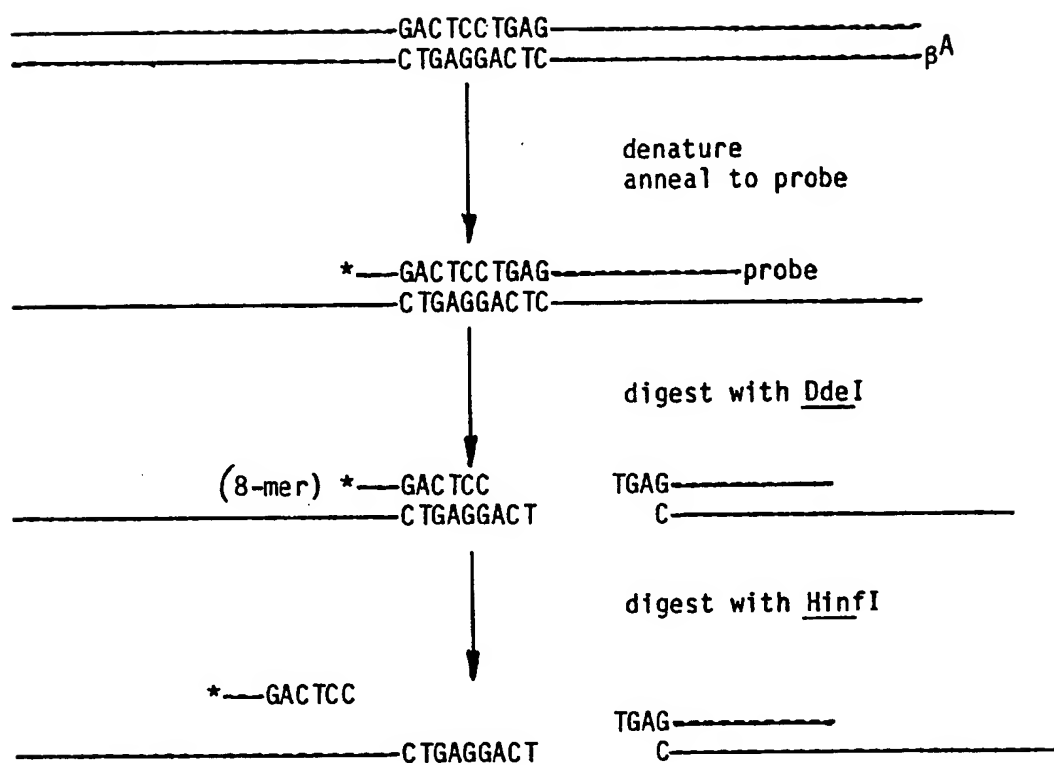 GACTCCTGAG
CTGAGGACTC βA
denature
anneal to probe
*—GACTCCTGAG—probe
CTGAGGACTC
digest with DdeI
(8-mer) *—GACTCC TGAG
CTGAGGACT C
digest with HinfI
*—GACTCC
TGAG
CTGAGGACT C